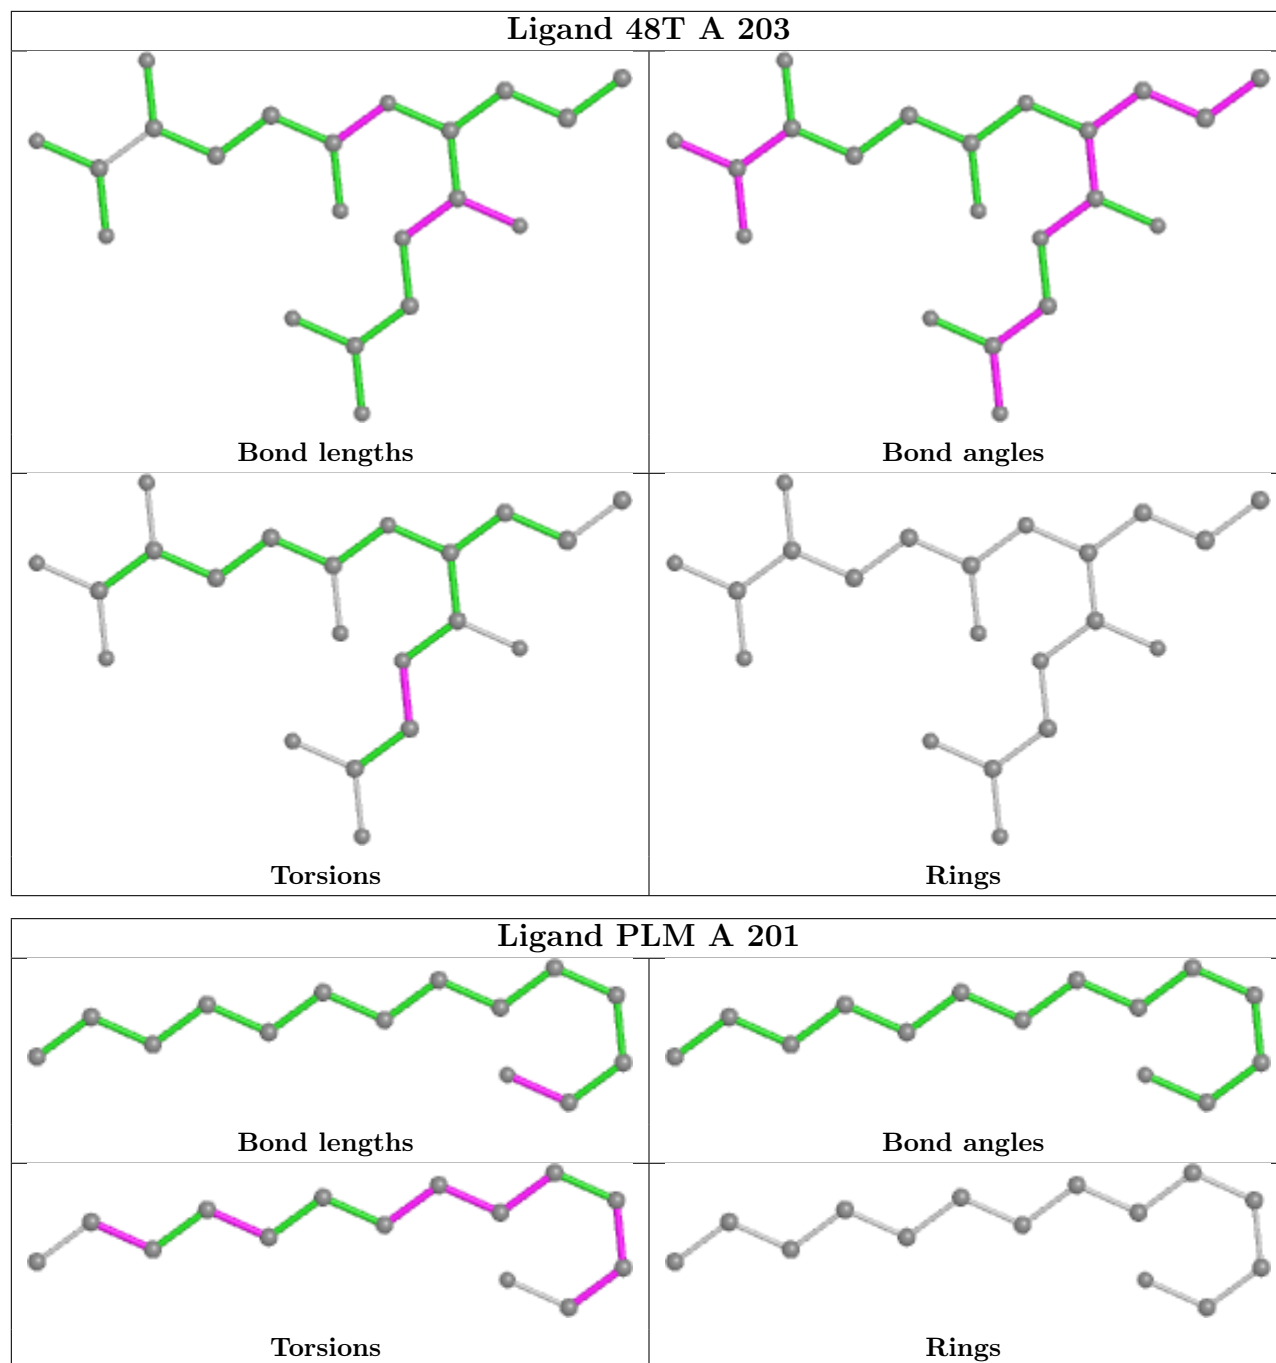 Ligand 48T A 203
Bond lengths
Bond angles
Torsions
Rings
Ligand PLM A 201
Bond lengths
Bond angles
Torsions
Rings